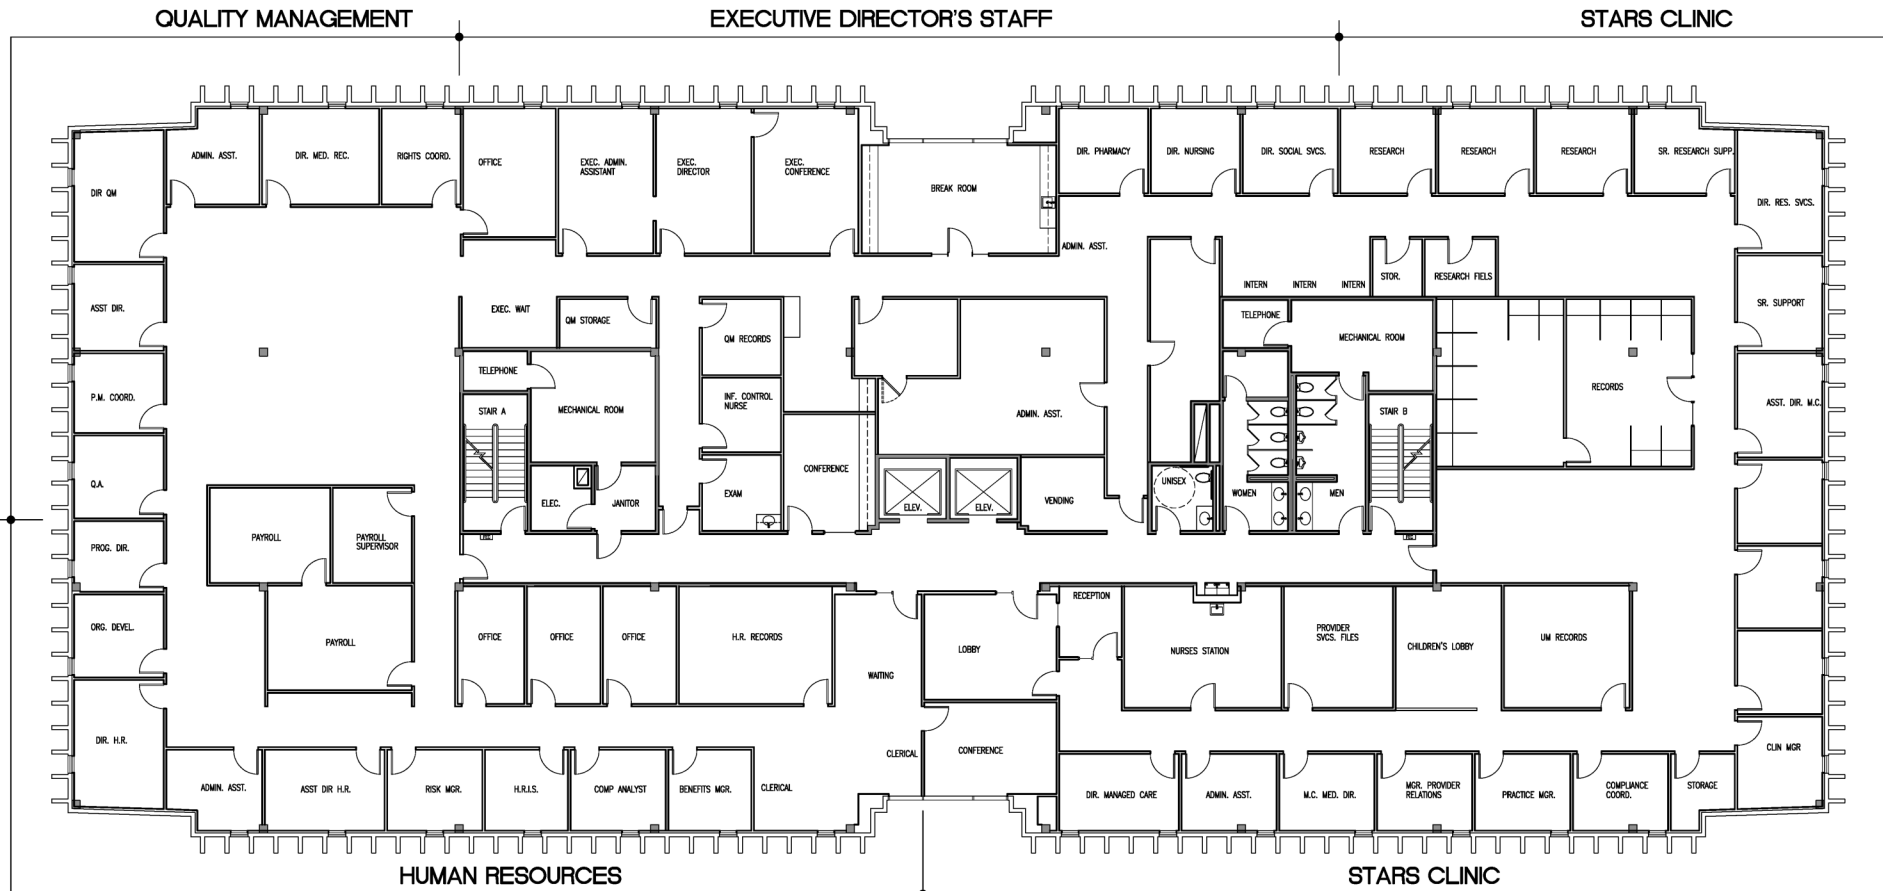 QUALITY MANAGEMENT
EXECUTIVE DIRECTOR'S STAFF
STARS CLINIC
ADMIN. ASST.
DIR. MED. REC.
RIGHTS COORD.
OFFICE
EXEC. ADMIN.
ASSISTANT
EXEC.
DIRECTOR
EXEC.
CONFERENCE
BREAK ROOM
DIR. PHARMACY
DIR. NURSING
DIR. SOCIAL SVCS.
RESEARCH
RESEARCH
RESEARCH
SR. RESEARCH SUPP.
DIR QM
DIR. RES. SVCS.
ADMIN. ASST.
STOR.
RESEARCH FIELS
INTERN
INTERN
INTERN
ASST DIR.
EXEC. WAIT
QM STORAGE
QM RECORDS
TELEPHONE
MECHANICAL ROOM
SR. SUPPORT
TELEPHONE
P.M. COORD.
STAIR A
MECHANICAL ROOM
INF. CONTROL
NURSE
ADMIN. ASST.
STAIR B
RECORDS
ASST. DIR. M.C.
Q.A.
CONFERENCE
ELEC.
JANITOR
EXAM
ELEV.
ELEV.
VENDING
UNISEX
WOMEN
MEN
PROG. DIR.
PAYROLL
PAYROLL
SUPERVISOR
ORG. DEVEL.
PAYROLL
OFFICE
OFFICE
OFFICE
H.R. RECORDS
WAITING
LOBBY
RECEPTION
NURSES STATION
PROVIDER
SVCS. FILES
CHILDREN'S LOBBY
UM RECORDS
DIR. H.R.
CLERICAL
CONFERENCE
CLIN MGR
ADMIN. ASST.
ASST DIR H.R.
RISK MGR.
H.R.I.S.
COMP ANALYST
BENEFITS MGR.
CLERICAL
DIR. MANAGED CARE
ADMIN. ASST.
M.C. MED. DIR.
MGR. PROVIDER
RELATIONS
PRACTICE MGR.
COMPLIANCE
COORD.
STORAGE
HUMAN RESOURCES
STARS CLINIC